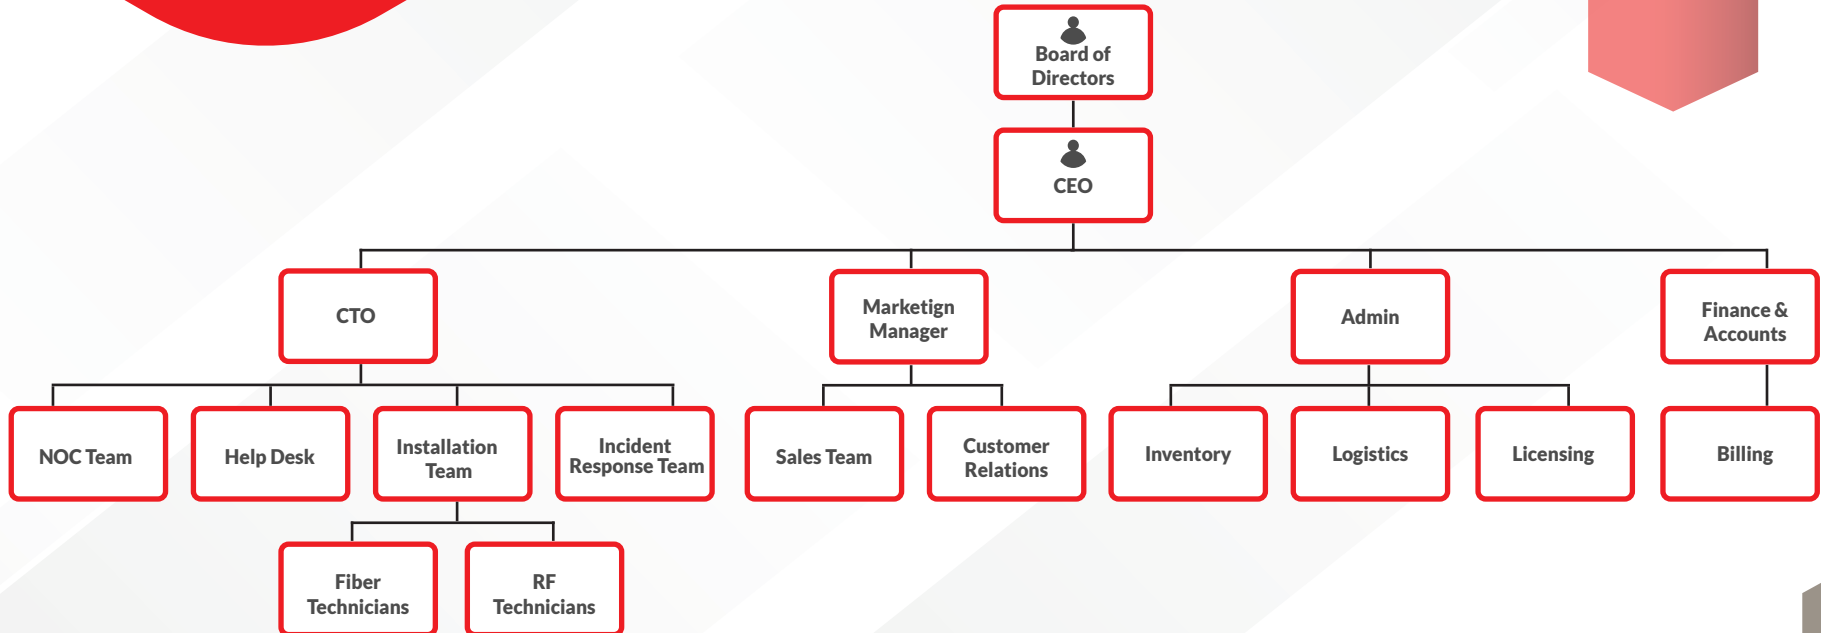 Board of
Directors
CEO
CTO
Marketign
Manager
Admin
Finance &
Accounts
NOC Team
Help Desk
Installation
Team
Incident
Response Team
Sales Team
Customer
Relations
Inventory
Logistics
Licensing
Billing
Fiber
Technicians
RF
Technicians